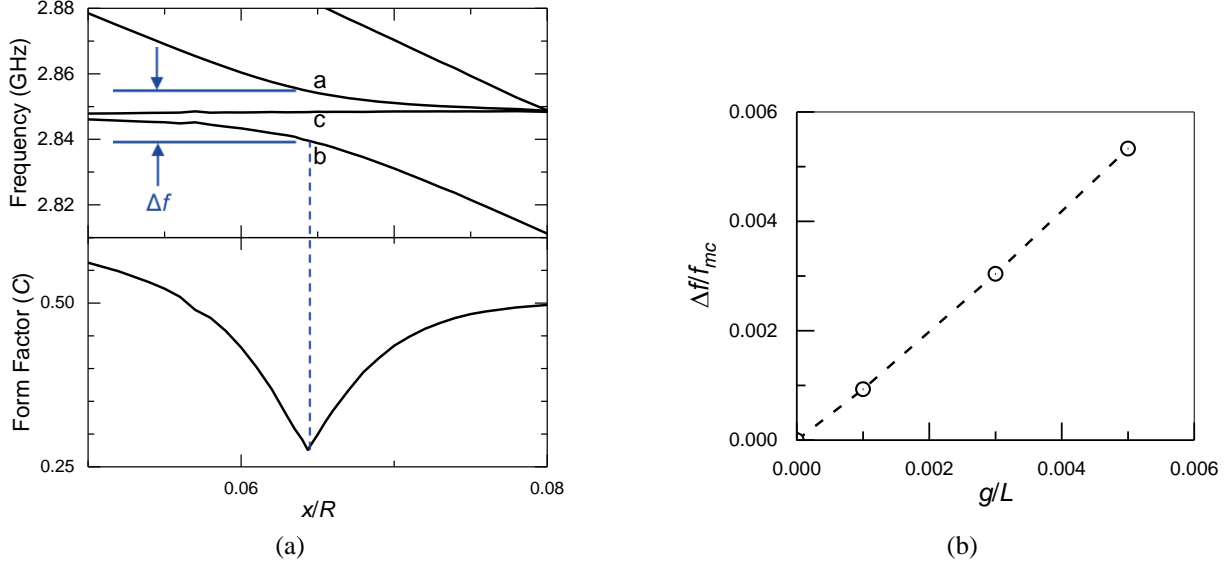 2.88
2.86
2.84
2.82
Frequency (GHz)
a
c
b
Δf
0.50
0.25
Form Factor (C)
0.06
0.08
x/R
(a)
0.006
0.004
0.002
0.000
Δf/f_mc
0.000
0.002
0.004
0.006
g/L
(b)